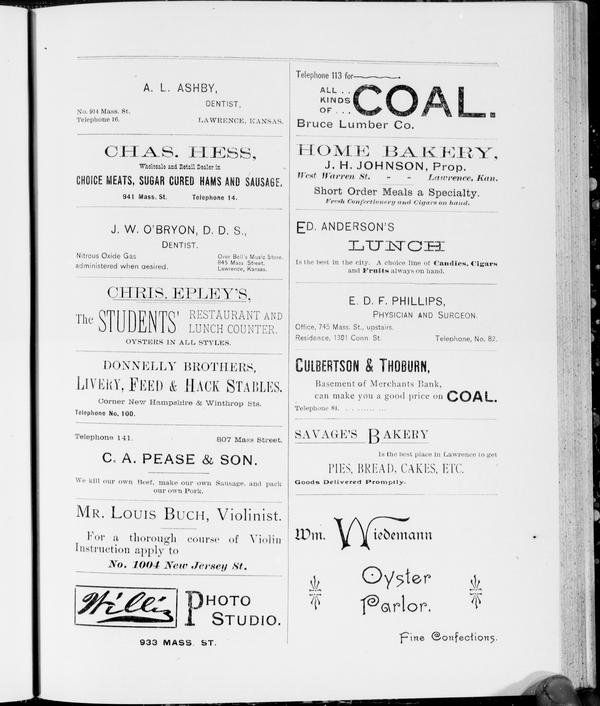 A. L. ASHBY,
DENTIST,
No. 914 Mass. St.
Telephone 16.
LAWRENCE, KANSAS.
CHAS. HESS,
Wholesale and Retail Dealer in
CHOICE MEATS, SUGAR CURED HAMS AND SAUSAGE,
941 Mass. St. Telephone 14.
J. W. O'BRYON, D. D. S.,
DENTIST.
Nitrous Oxide Gas
administered when desired.
Over Bell's Music Store.
845 Mass Street.
Lawrence, Kansas.
CHRIS. EPLEY'S,
The STUDENTS' RESTAURANT AND
LUNCH COUNTER.
OYSTERS IN ALL STYLES.
DONNELLY BROTHERS,
LIVERY, FEED & HACK STABLES.
Corner New Hampshire & Winthrop Sts.
Telephone No. 100.
Telephone 141. 807 Mass Street.
C. A. PEASE & SON.
We kill our own Beef, make our own Sausage, and pack
our own Pork.
MR. LOUIS BUCH, Violinist.
For a thorough course of Violin
Instruction apply to
No. 1004 New Jersey St.
Willis PHOTO
STUDIO.
933 MASS. ST.
Telephone 113 for
ALL . .
KINDS
OF . . .
COAL.
Bruce Lumber Co.
HOME BAKERY,
J. H. JOHNSON, Prop.
West Warren St. - - Lawrence, Kan.
Short Order Meals a Specialty.
Fresh Confectionery and Cigars on hand.
ED. ANDERSON'S
LUNCH
Is the best in the city. A choice line of Candies, Cigars
and Fruits always on hand.
E. D. F. PHILLIPS,
PHYSICIAN AND SURGEON.
Office, 745 Mass. St., upstairs.
Residence, 1301 Conn. St. Telephone, No. 82.
CULBERTSON & THOBURN,
Basement of Merchants Bank,
can make you a good price on COAL.
Telephone 84. . . . . . . . . . .
SAVAGE'S BAKERY
Is the best place in Lawrence to get
PIES, BREAD, CAKES, ETC.
Goods Delivered Promptly.
Wm. Wiedemann
Oyster
Parlor.
Fine Confections.